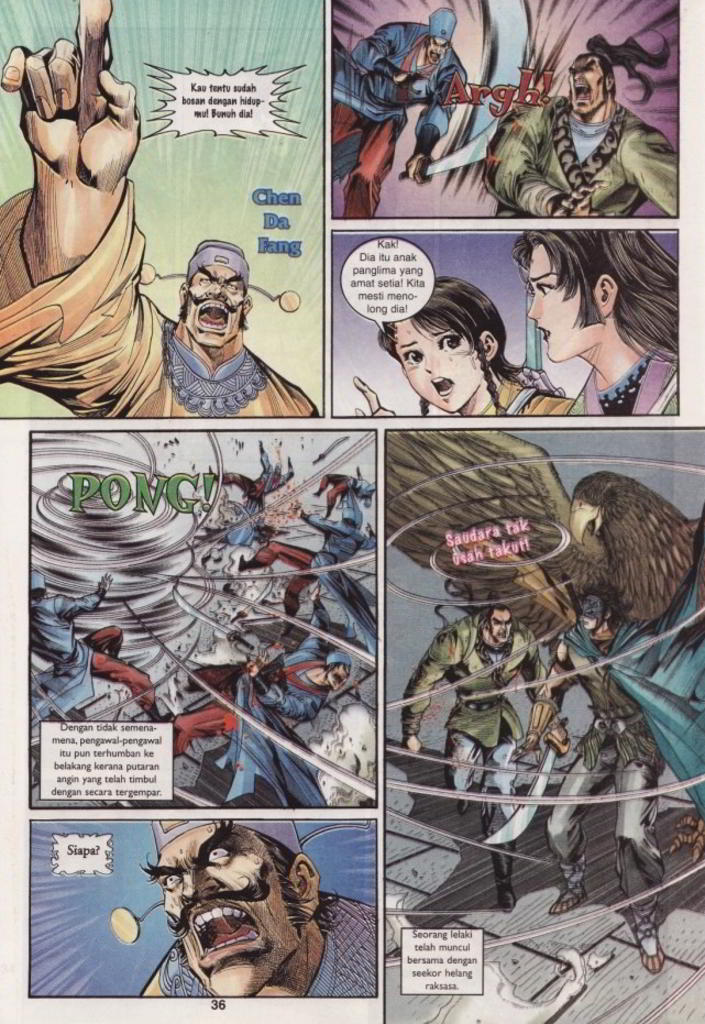 Kau tentu sudah
bosan dengan hidup-
mu! Bunuh dia!
Chen
Da
Fang
Argh!
Kak!
Dia itu anak
panglima yang
amat setia! Kita
mesti meno-
long dia!
PONG!
Dengan tidak semena-
mena, pengawal-pengawal
itu pun terhumban ke
belakang kerana putaran
angin yang telah timbul
dengan secara tergempar.
Saudara tak
usah takut!
Siapa?
Seorang lelaki
telah muncul
bersama dengan
seekor helang
raksasa.
36